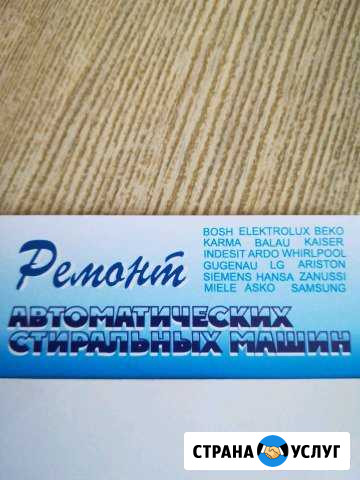 Ремонт
BOSH ELEKTROLUX BEKO
KARMA BALAU KAISER
INDESIT ARDO WHIRLPOOL
GUGENAU LG ARISTON
SIEMENS HANSA ZANUSSI
MIELE ASKO SAMSUNG
АВТОМАТИЧЕСКИХ
СТИРАЛЬНЫХ МАШИН
СТРАНА УСЛУГ